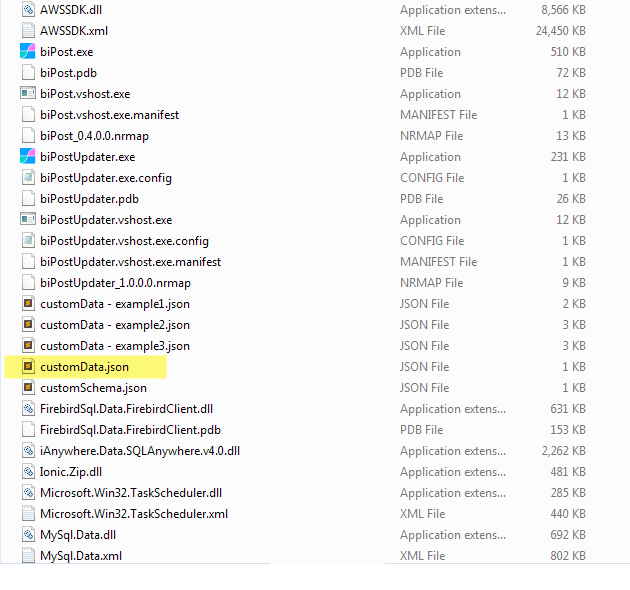 AWSSDK.dll Application extens... 8,566 KB
AWSSDK.xml XML File 24,450 KB
biPost.exe Application 510 KB
biPost.pdb PDB File 72 KB
biPost.vshost.exe Application 12 KB
biPost.vshost.exe.manifest MANIFEST File 1 KB
biPost_0.4.0.0.nrmap NRMAP File 13 KB
biPostUpdater.exe Application 231 KB
biPostUpdater.exe.config CONFIG File 1 KB
biPostUpdater.pdb PDB File 26 KB
biPostUpdater.vshost.exe Application 12 KB
biPostUpdater.vshost.exe.config CONFIG File 1 KB
biPostUpdater.vshost.exe.manifest MANIFEST File 1 KB
biPostUpdater_1.0.0.0.nrmap NRMAP File 9 KB
customData - example1.json JSON File 2 KB
customData - example2.json JSON File 3 KB
customData - example3.json JSON File 3 KB
customData.json JSON File 1 KB
customSchema.json JSON File 1 KB
FirebirdSql.Data.FirebirdClient.dll Application extens... 631 KB
FirebirdSql.Data.FirebirdClient.pdb PDB File 153 KB
iAnywhere.Data.SQLAnywhere.v4.0.dll Application extens... 2,262 KB
Ionic.Zip.dll Application extens... 481 KB
Microsoft.Win32.TaskScheduler.dll Application extens... 285 KB
Microsoft.Win32.TaskScheduler.xml XML File 440 KB
MySql.Data.dll Application extens... 692 KB
MySql.Data.xml XML File 802 KB